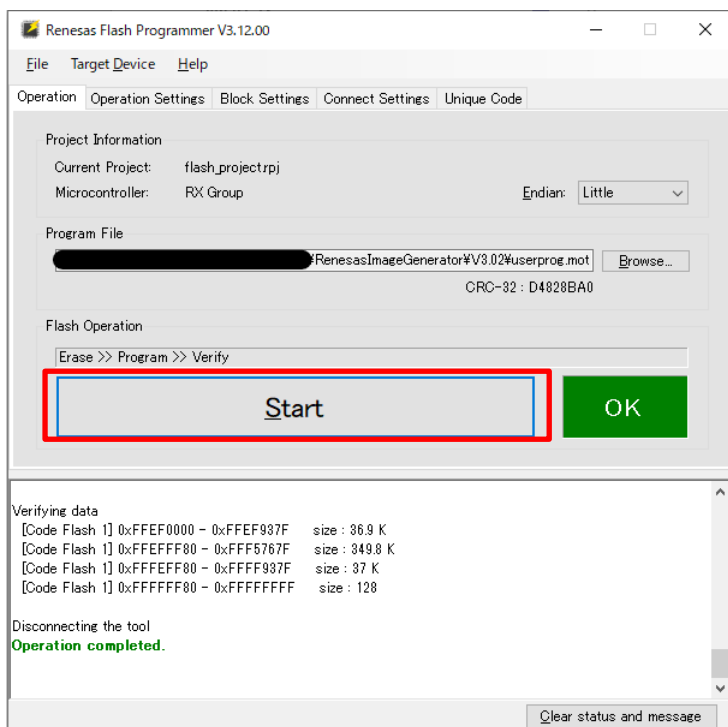 Renesas Flash Programmer V3.12.00
File Target Device Help
Operation Operation Settings Block Settings Connect Settings Unique Code
Project Information
Current Project: flash_project.rpj
Microcontroller: RX Group Endian: Little
Program File
¥RenesasImageGenerator¥V3.02¥userprog.mot Browse...
CRC-32 : D4828BA0
Flash Operation
Erase >> Program >> Verify
Start OK
Verifying data
[Code Flash 1] 0xFFEF0000 - 0xFFEF937F size : 36.9 K
[Code Flash 1] 0xFFEFFF80 - 0xFFF5767F size : 349.8 K
[Code Flash 1] 0xFFFEFF80 - 0xFFFF937F size : 37 K
[Code Flash 1] 0xFFFFFF80 - 0xFFFFFFFF size : 128
Disconnecting the tool
Operation completed.
Clear status and message